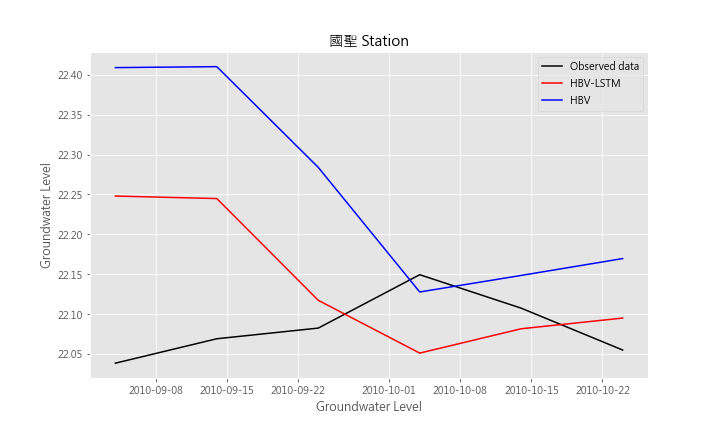 國聖 Station
Observed data
HBV-LSTM
HBV
22.40
22.35
22.30
22.25
22.20
22.15
22.10
22.05
Groundwater Level
2010-09-08 2010-09-15 2010-09-22 2010-10-01 2010-10-08 2010-10-15 2010-10-22
Groundwater Level